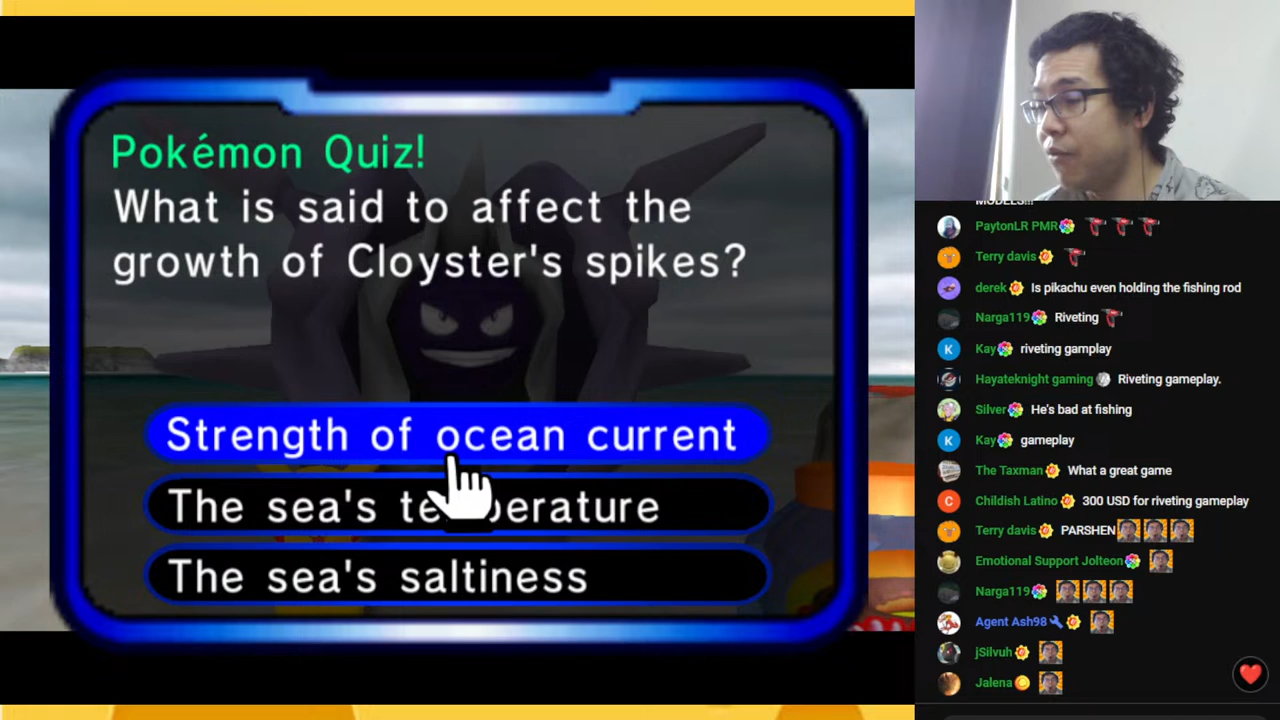 Pokémon Quiz!
What is said to affect the
growth of Cloyster's spikes?
Strength of ocean current
The sea's
The sea's saltiness
MODELS!!!
PaytonLR PMR
Terry davis
derek Is pikachu even holding the fishing rod
Narga119 Riveting
Kay riveting gamplay
K
Hayateknight gaming Riveting gameplay.
Silver He's bad at fishing
Kay gameplay
K
The Taxman What a great game
Childish Latino 300 USD for riveting gameplay
C
Terry davis PARSHEN
Emotional Support Jolteon
Narga119
Agent Ash98
jSilvuh
Jalena